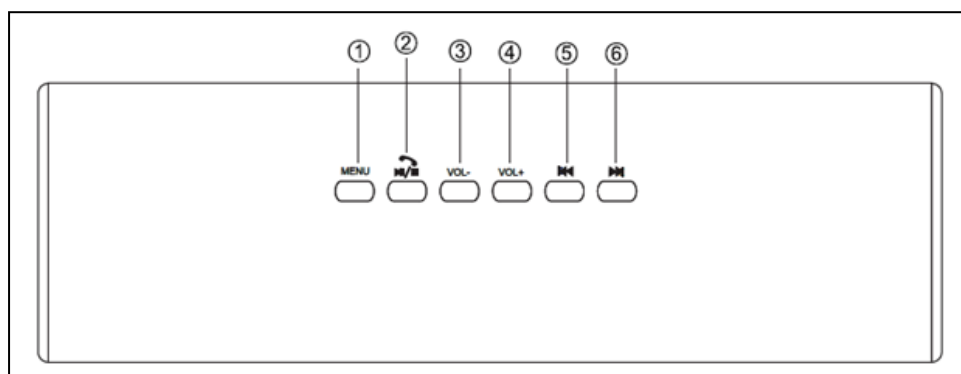 ① ② ③ ④ ⑤ ⑥
MENU VOL- VOL+